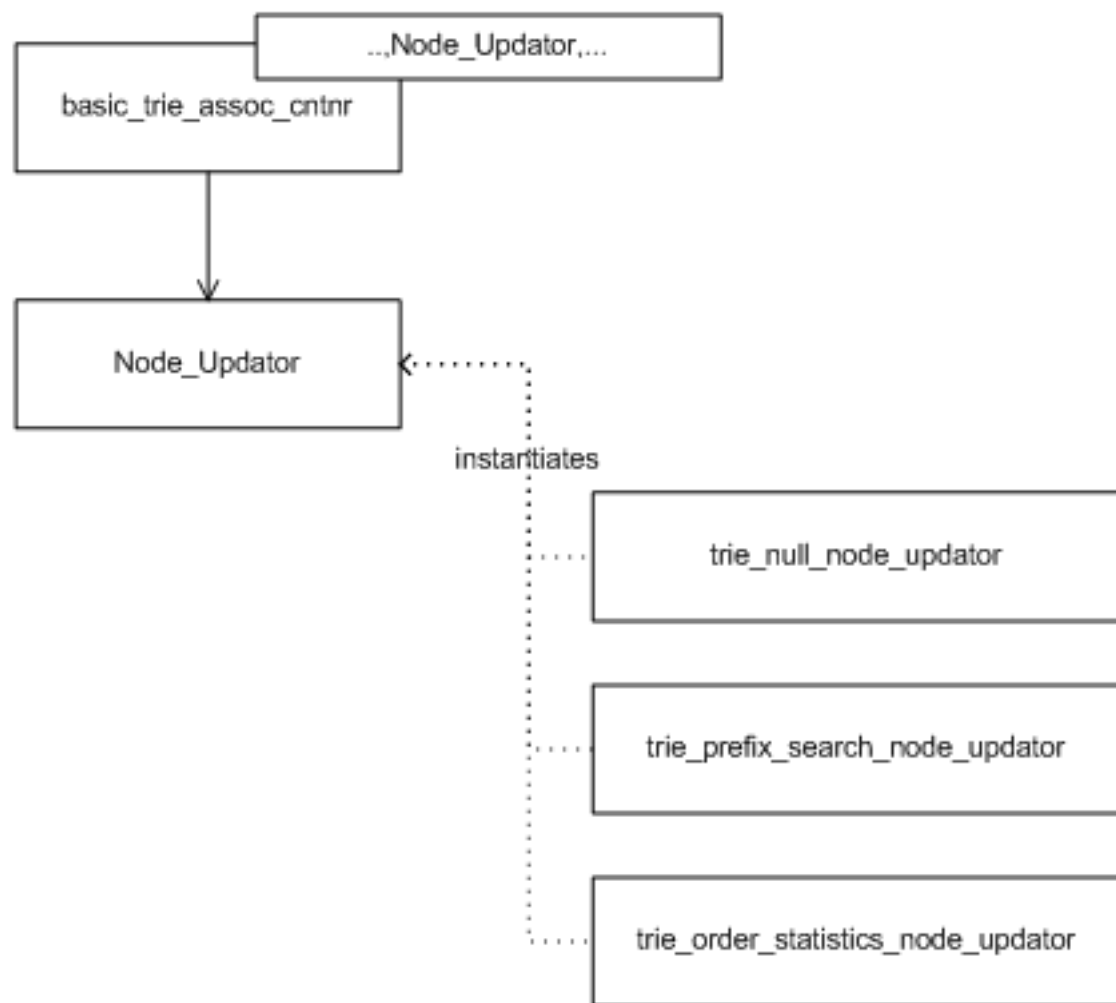 ..,Node_Updator,...
basic_trie_assoc_cntnr
Node_Updator
instantiates
trie_null_node_updator
trie_prefix_search_node_updator
trie_order_statistics_node_updator